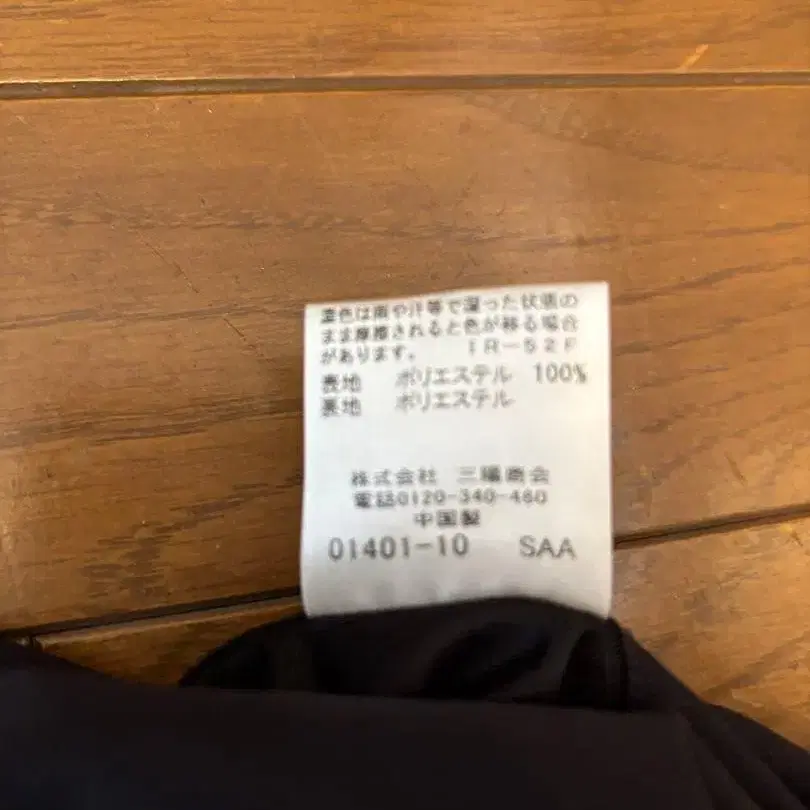 濃色は雨や汗等で湿った状態の
まま摩擦されると色が移る場合
があります。 IR-52F
表地 ポリエステル 100%
裏地 ポリエステル
株式会社 三陽商会
電話0120-340-460
中国製
01401-10 SAA